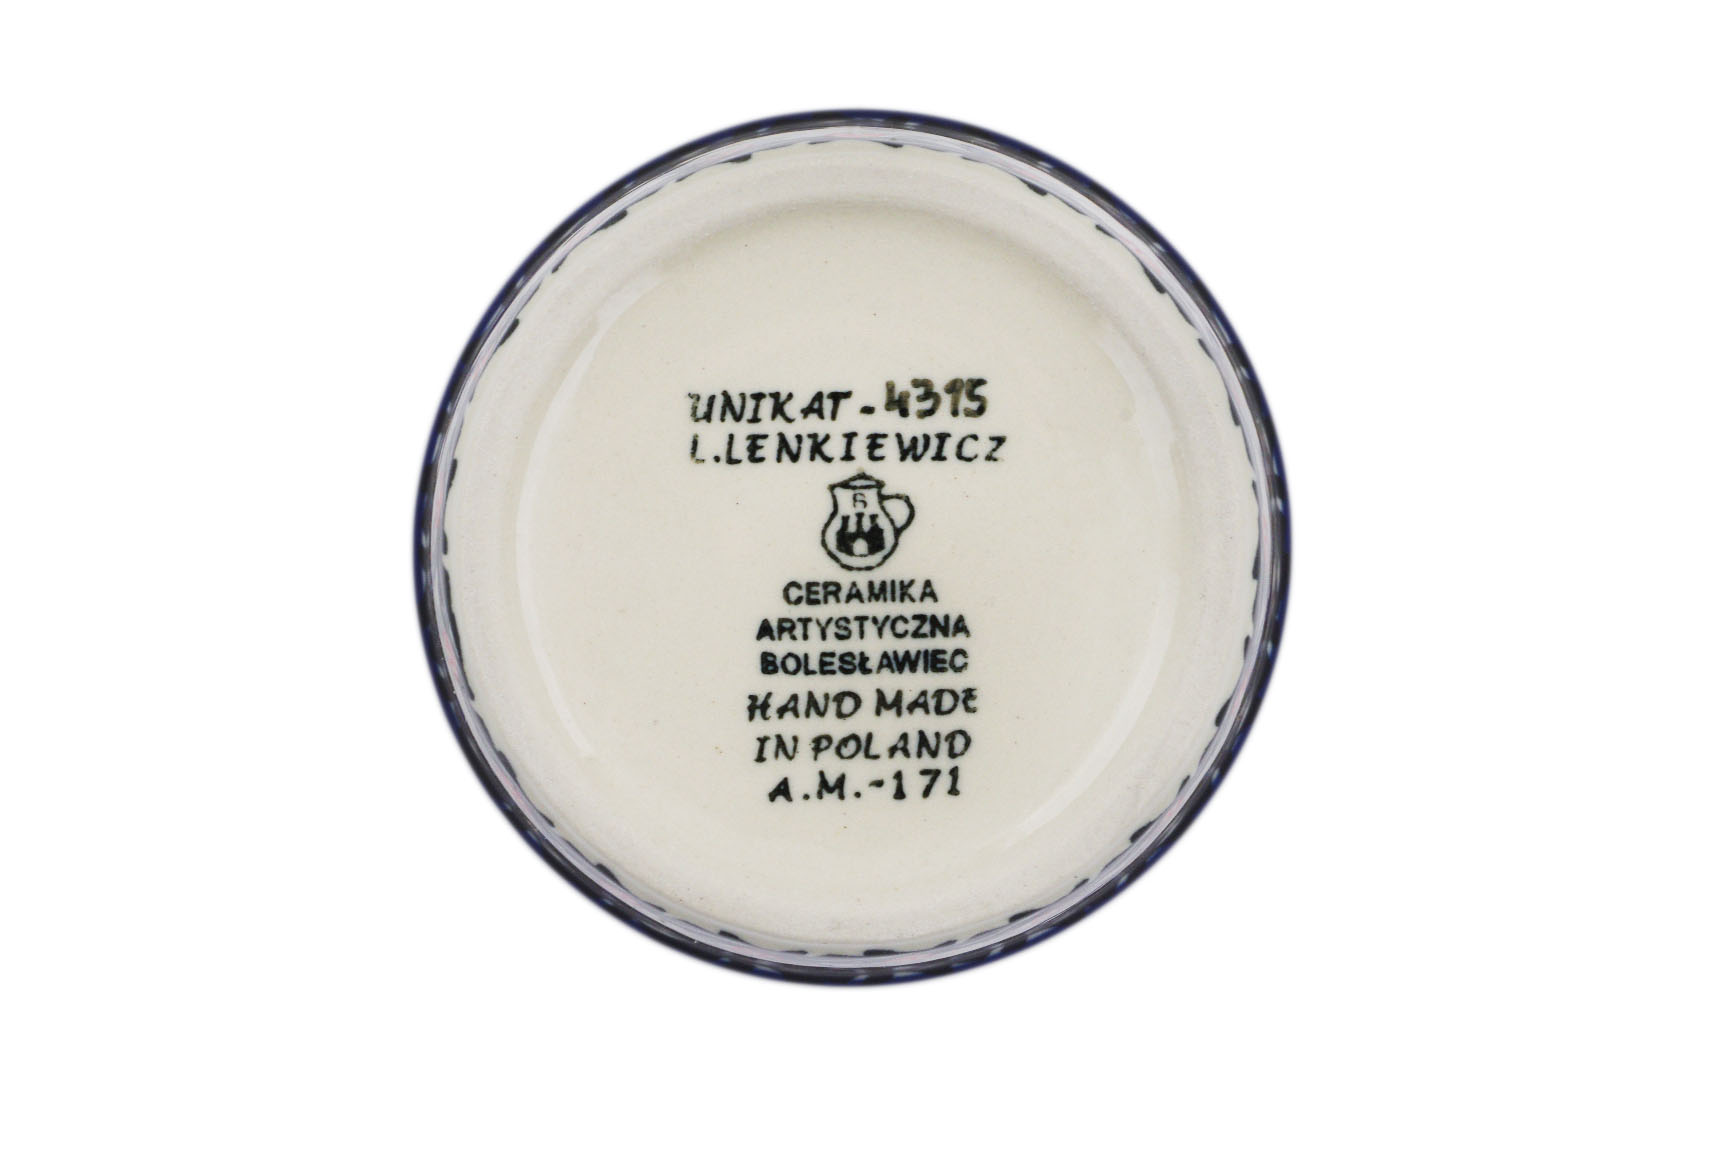 UNIKAT - 4315
L.LENKIEWICZ
B
CERAMIKA
ARTYSTYCZNA
BOLESŁAWIEC
HAND MADE
IN POLAND
A.M.-171